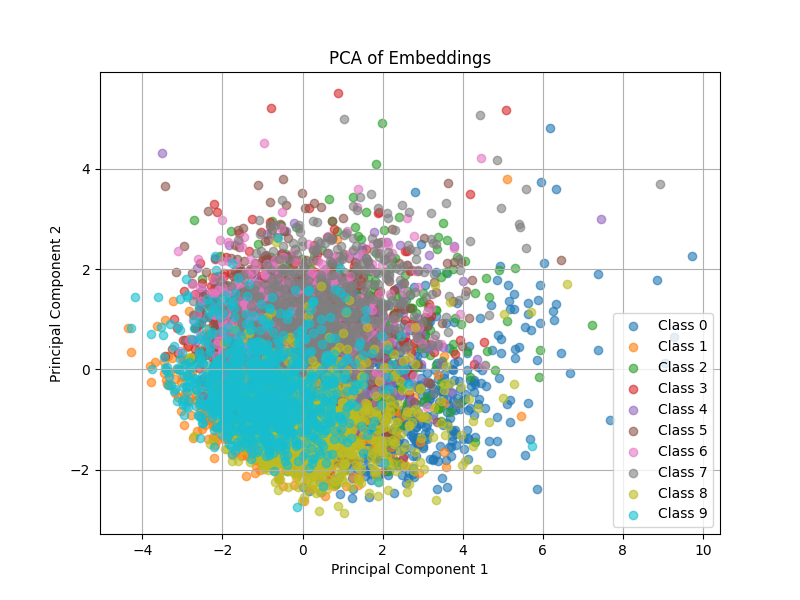 PCA of Embeddings
Principal Component 2
4
2
0
−2
−4 −2 0 2 4 6 8 10
Principal Component 1
Class 0
Class 1
Class 2
Class 3
Class 4
Class 5
Class 6
Class 7
Class 8
Class 9